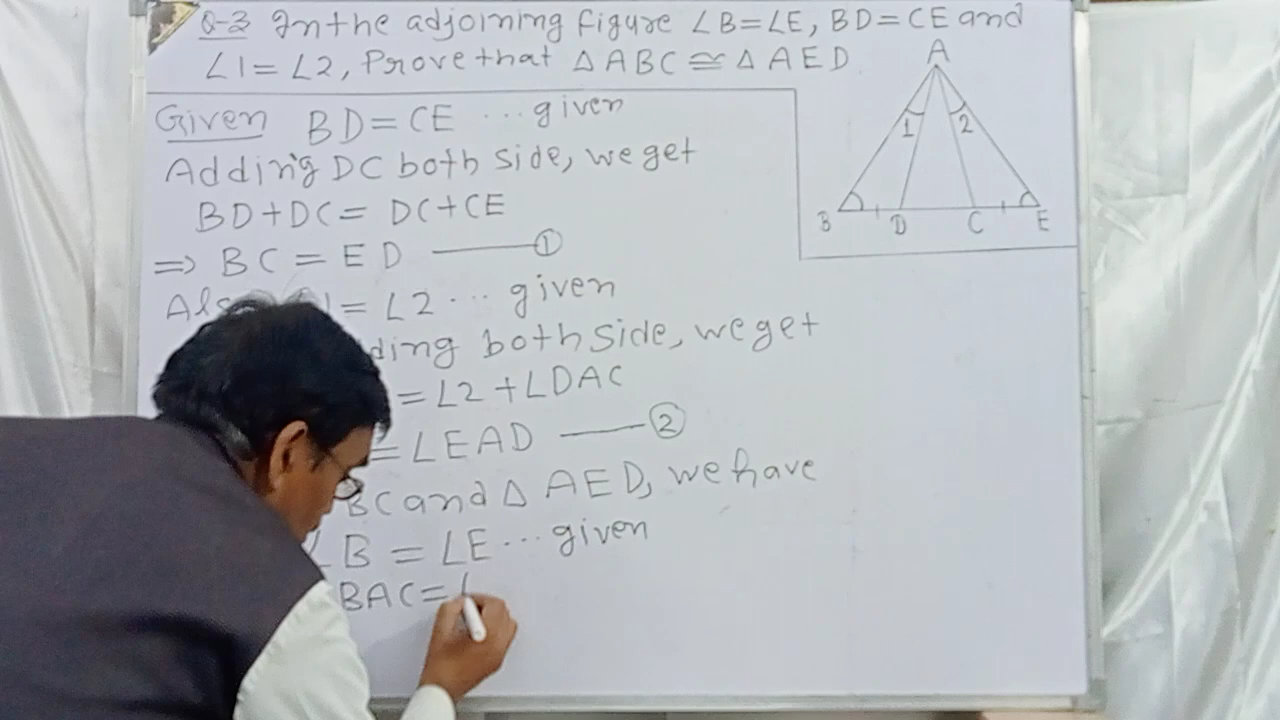 Q-3 In the adjoining figure ∠B=∠E, BD=CE and
∠1=∠2, Prove that △ABC≅△AED
Given BD=CE ...given
Adding DC both side, we get
BD+DC= DC+CE
=> BC=ED —— ①
= ∠2 ... given
both side, we get
= ∠2+∠DAC
= ∠EAD —— ②
BC and △AED, we have
∠B = ∠E ... given
BAC=∠
A
1 2
B D C E